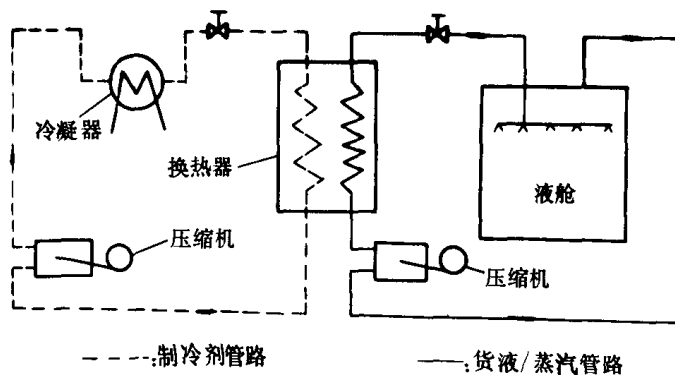 冷凝器
换热器
液舱
压缩机
压缩机
---:制冷剂管路
——:货液/蒸汽管路